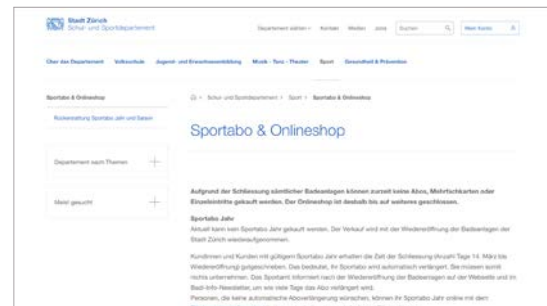 Stadt Zürich
Schul- und Sportdepartement
Departement wählen
Kontakt
Medien
Jobs
Suchen
Mein Konto
Über das Departement
Volksschule
Jugend- und Erwachsenenbildung
Musik - Tanz - Theater
Sport
Gesundheit & Prävention
Sportabo & Onlineshop
Schul- und Sportdepartement > Sport > Sportabo & Onlineshop
Rückerstattung Sportabo Jahr und Saison
Sportabo & Onlineshop
Departement nach Themen
Meist gesucht
Aufgrund der Schliessung sämtlicher Badeanlagen können zurzeit keine Abos, Mehrfachkarten oder
Einzeleintritte gekauft werden. Der Onlineshop ist deshalb bis auf weiteres geschlossen.
Sportabo Jahr
Aktuell kann kein Sportabo Jahr gekauft werden. Der Verkauf wird mit der Wiedereröffnung der Badeanlagen der
Stadt Zürich wiederaufgenommen.
Kundinnen und Kunden mit gültigem Sportabo Jahr erhalten die Zeit der Schliessung (Anzahl Tage 14. März bis
Wiedereröffnung) gutgeschrieben. Das bedeutet, Ihr Sportabo wird automatisch verlängert. Sie müssen somit
nichts unternehmen. Das Sportamt informiert nach der Wiedereröffnung der Badeanlagen auf der Webseite und im
Badi-Info-Newsletter, um wie viele Tage das Abo verlängert wird.
Personen, die keine automatische Aboverlängerung wünschen, können ihr Sportabo Jahr online mit dem